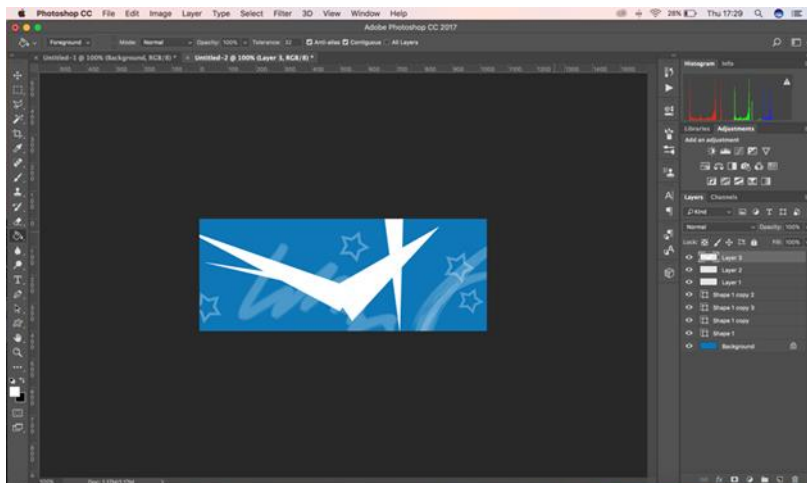 Photoshop CC File Edit Image Layer Type Select Filter 3D View Window Help 28% Thu 17:29
Adobe Photoshop CC 2017
Foreground Mode: Normal Opacity: 100% Tolerance: 32 Anti-alias Contiguous All Layers
Untitled-1 @ 100% (Background, RGB/8) * Untitled-2 @ 100% (Layer 3, RGB/8) *
Histogram Info
Libraries Adjustments
Add an adjustment
Layers Channels
Kind
Normal Opacity: 100%
Lock: Fill: 100%
Layer 3
Layer 2
Layer 1
Shape 1 copy 2
Shape 1 copy 3
Shape 1 copy
Shape 1
Background
100%